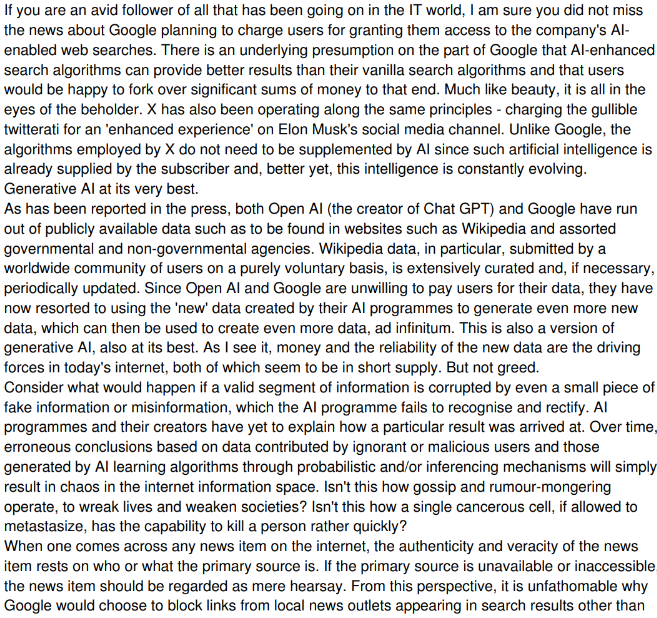 If you are an avid follower of all that has been going on in the IT world, I am sure you did not miss
the news about Google planning to charge users for granting them access to the company's AI-
enabled web searches. There is an underlying presumption on the part of Google that AI-enhanced
search algorithms can provide better results than their vanilla search algorithms and that users
would be happy to fork over significant sums of money to that end. Much like beauty, it is all in the
eyes of the beholder. X has also been operating along the same principles - charging the gullible
twitterati for an 'enhanced experience' on Elon Musk's social media channel. Unlike Google, the
algorithms employed by X do not need to be supplemented by AI since such artificial intelligence is
already supplied by the subscriber and, better yet, this intelligence is constantly evolving.
Generative AI at its very best.
As has been reported in the press, both Open AI (the creator of Chat GPT) and Google have run
out of publicly available data such as to be found in websites such as Wikipedia and assorted
governmental and non-governmental agencies. Wikipedia data, in particular, submitted by a
worldwide community of users on a purely voluntary basis, is extensively curated and, if necessary,
periodically updated. Since Open AI and Google are unwilling to pay users for their data, they have
now resorted to using the 'new' data created by their AI programmes to generate even more new
data, which can then be used to create even more data, ad infinitum. This is also a version of
generative AI, also at its best. As I see it, money and the reliability of the new data are the driving
forces in today's internet, both of which seem to be in short supply. But not greed.
Consider what would happen if a valid segment of information is corrupted by even a small piece of
fake information or misinformation, which the AI programme fails to recognise and rectify. AI
programmes and their creators have yet to explain how a particular result was arrived at. Over time,
erroneous conclusions based on data contributed by ignorant or malicious users and those
generated by AI learning algorithms through probabilistic and/or inferencing mechanisms will simply
result in chaos in the internet information space. Isn't this how gossip and rumour-mongering
operate, to wreak lives and weaken societies? Isn't this how a single cancerous cell, if allowed to
metastasize, has the capability to kill a person rather quickly?
When one comes across any news item on the internet, the authenticity and veracity of the news
item rests on who or what the primary source is. If the primary source is unavailable or inaccessible
the news item should be regarded as mere hearsay. From this perspective, it is unfathomable why
Google would choose to block links from local news outlets appearing in search results other than